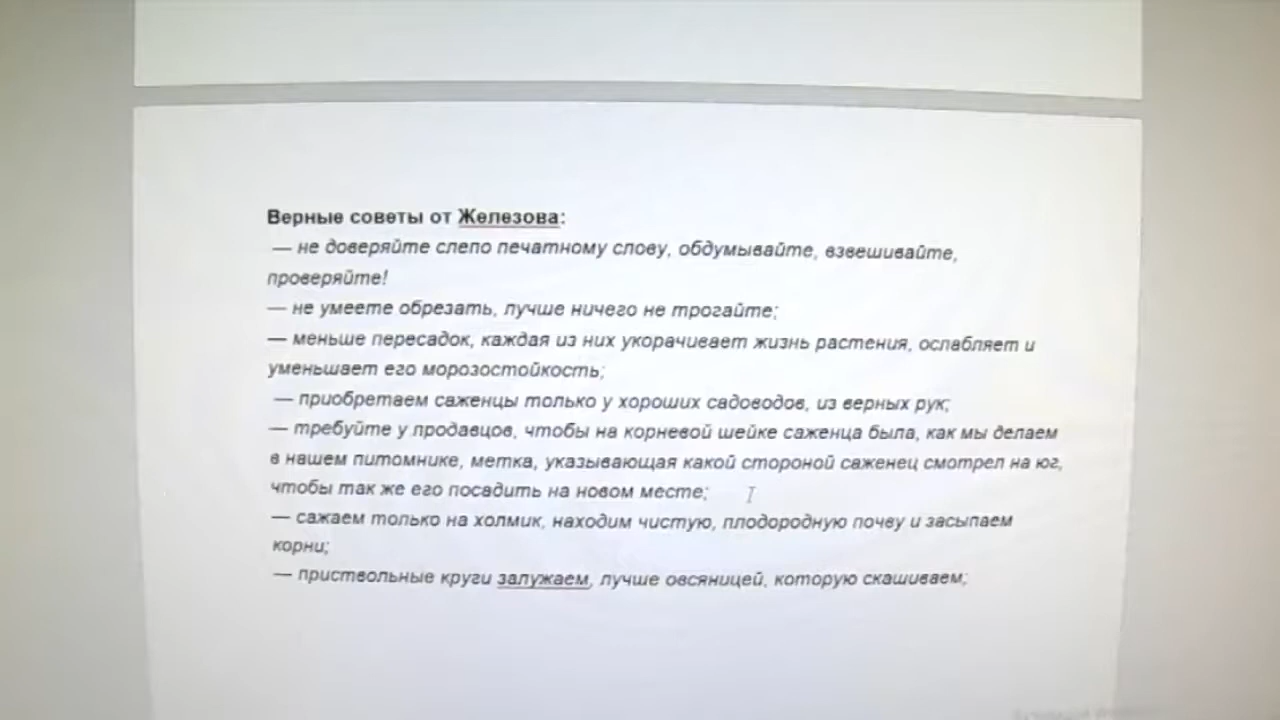 Верные советы от Железова:
— не доверяйте слепо печатному слову, обдумывайте, взвешивайте,
проверяйте!
— не умеете обрезать, лучше ничего не трогайте;
— меньше пересадок, каждая из них укорачивает жизнь растения, ослабляет и
уменьшает его морозостойкость;
— приобретаем саженцы только у хороших садоводов, из верных рук;
— требуйте у продавцов, чтобы на корневой шейке саженца была, как мы делаем
в нашем питомнике, метка, указывающая какой стороной саженец смотрел на юг,
чтобы так же его посадить на новом месте;
— сажаем только на холмик, находим чистую, плодородную почву и засыпаем
корни;
— приствольные круги залужаем, лучше овсяницей, которую скашиваем;